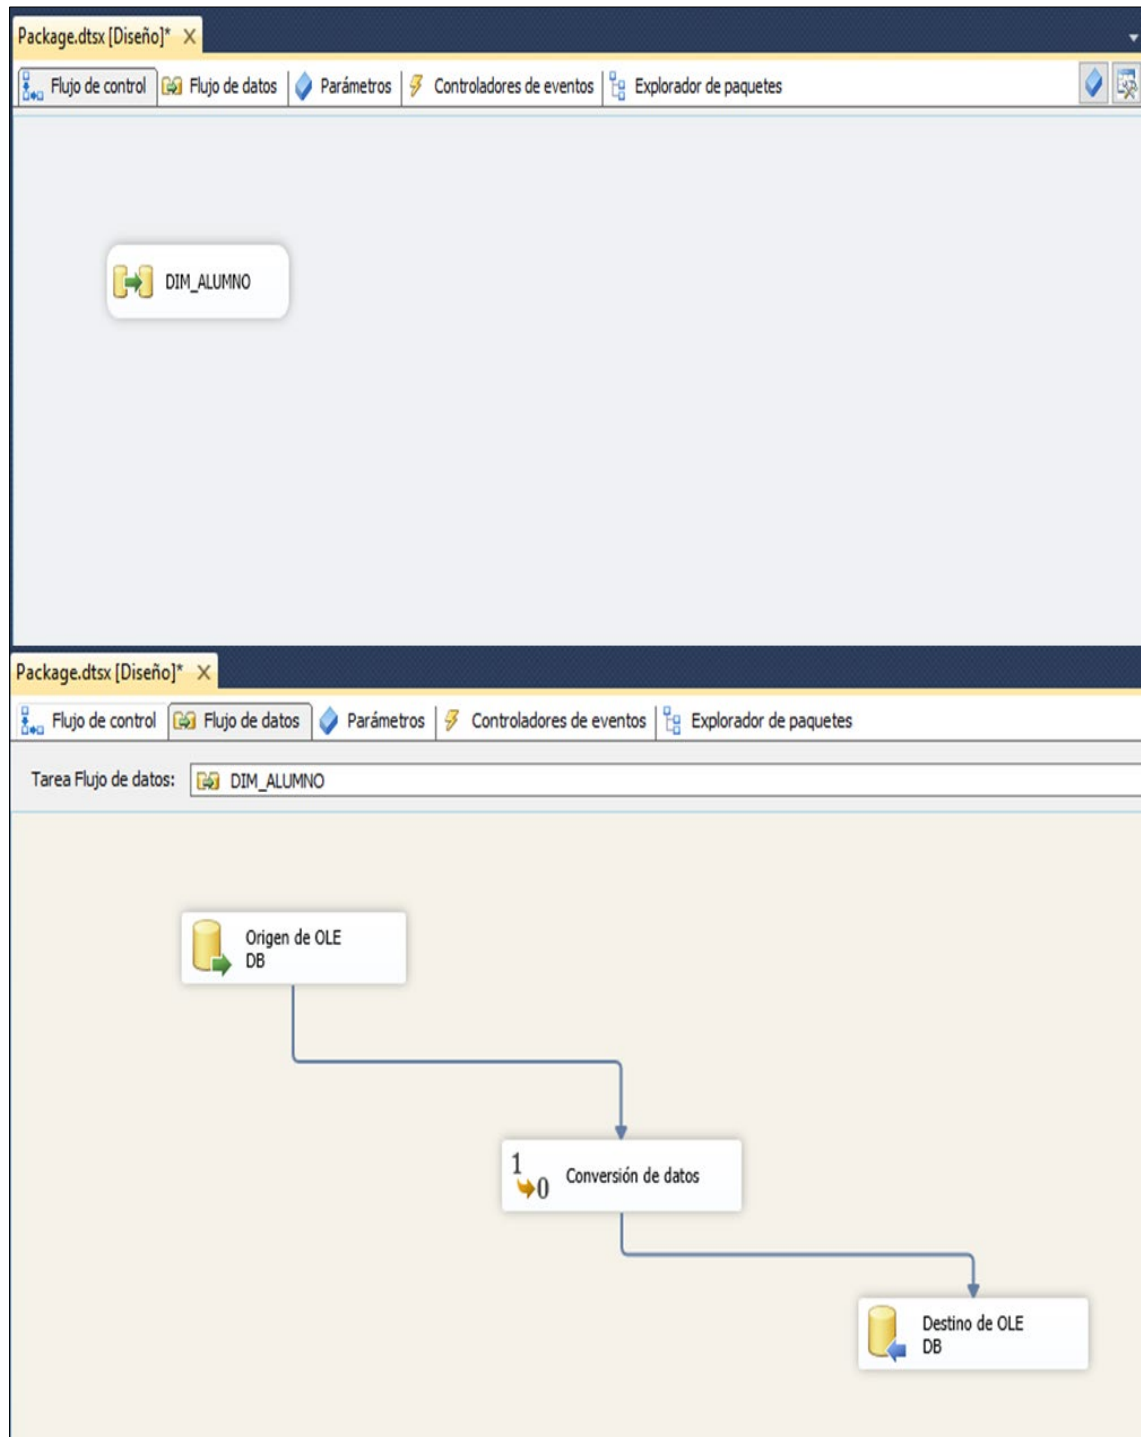 Package.dtsx [Diseño]*
Flujo de control Flujo de datos Parámetros Controladores de eventos Explorador de paquetes
DIM_ALUMNO
Package.dtsx [Diseño]*
Flujo de control Flujo de datos Parámetros Controladores de eventos Explorador de paquetes
Tarea Flujo de datos: DIM_ALUMNO
Origen de OLE
DB
1
0
Conversión de datos
Destino de OLE
DB